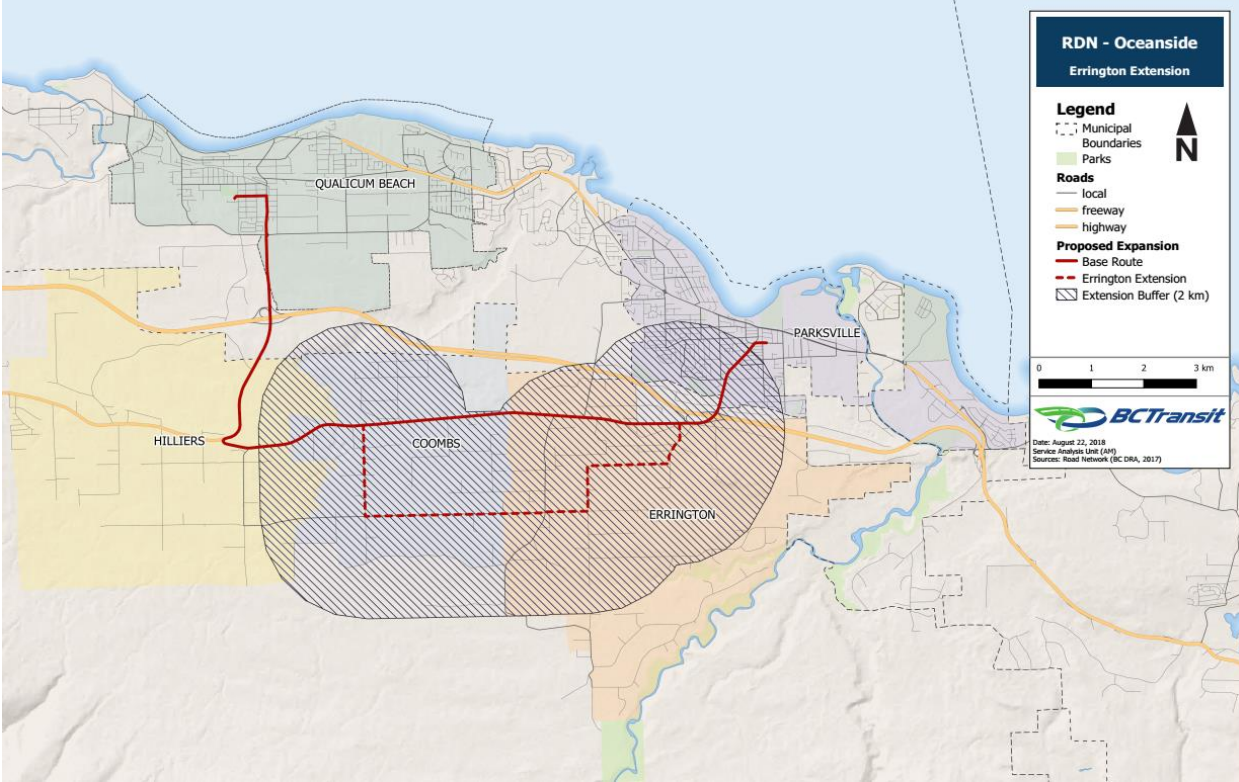 RDN - Oceanside
Errington Extension
Legend
Municipal
Boundaries
Parks
N
Roads
local
freeway
highway
Proposed Expansion
Base Route
Errington Extension
Extension Buffer (2 km)
0 1 2 3 km
BCTransit
Date: August 22, 2018
Service Analysis Unit (AM)
Sources: Road Network (BC DRA, 2017)
QUALICUM BEACH
PARKSVILLE
HILLIERS
COOMBS
ERRINGTON